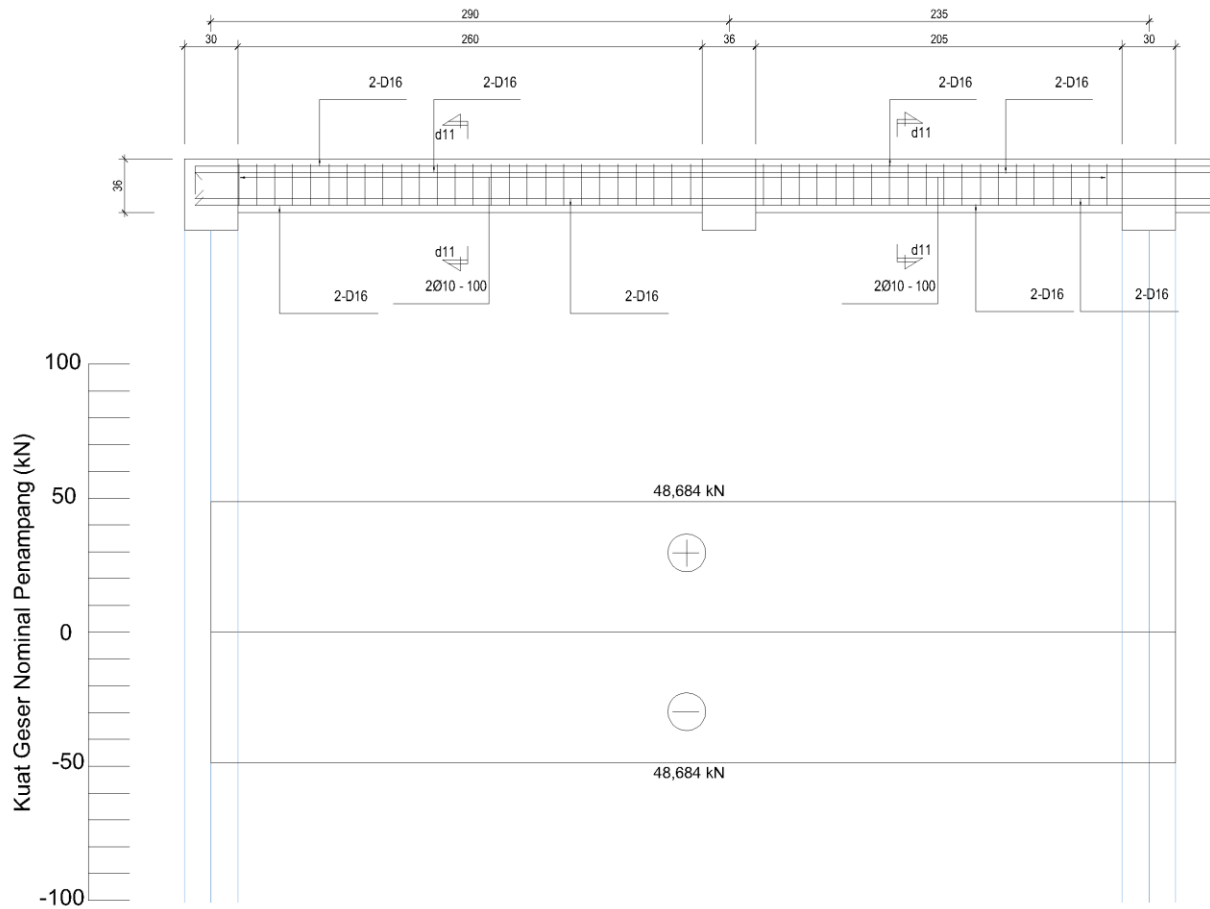 290 235
30 260 36 205 30
2-D16 2-D16 2-D16 2-D16
d11 d11
36
d11 d11
2-D16 2Ø10 - 100 2-D16 2Ø10 - 100 2-D16 2-D16
Kuat Geser Nominal Penampang (kN)
100
50
0
-50
-100
48,684 kN
48,684 kN